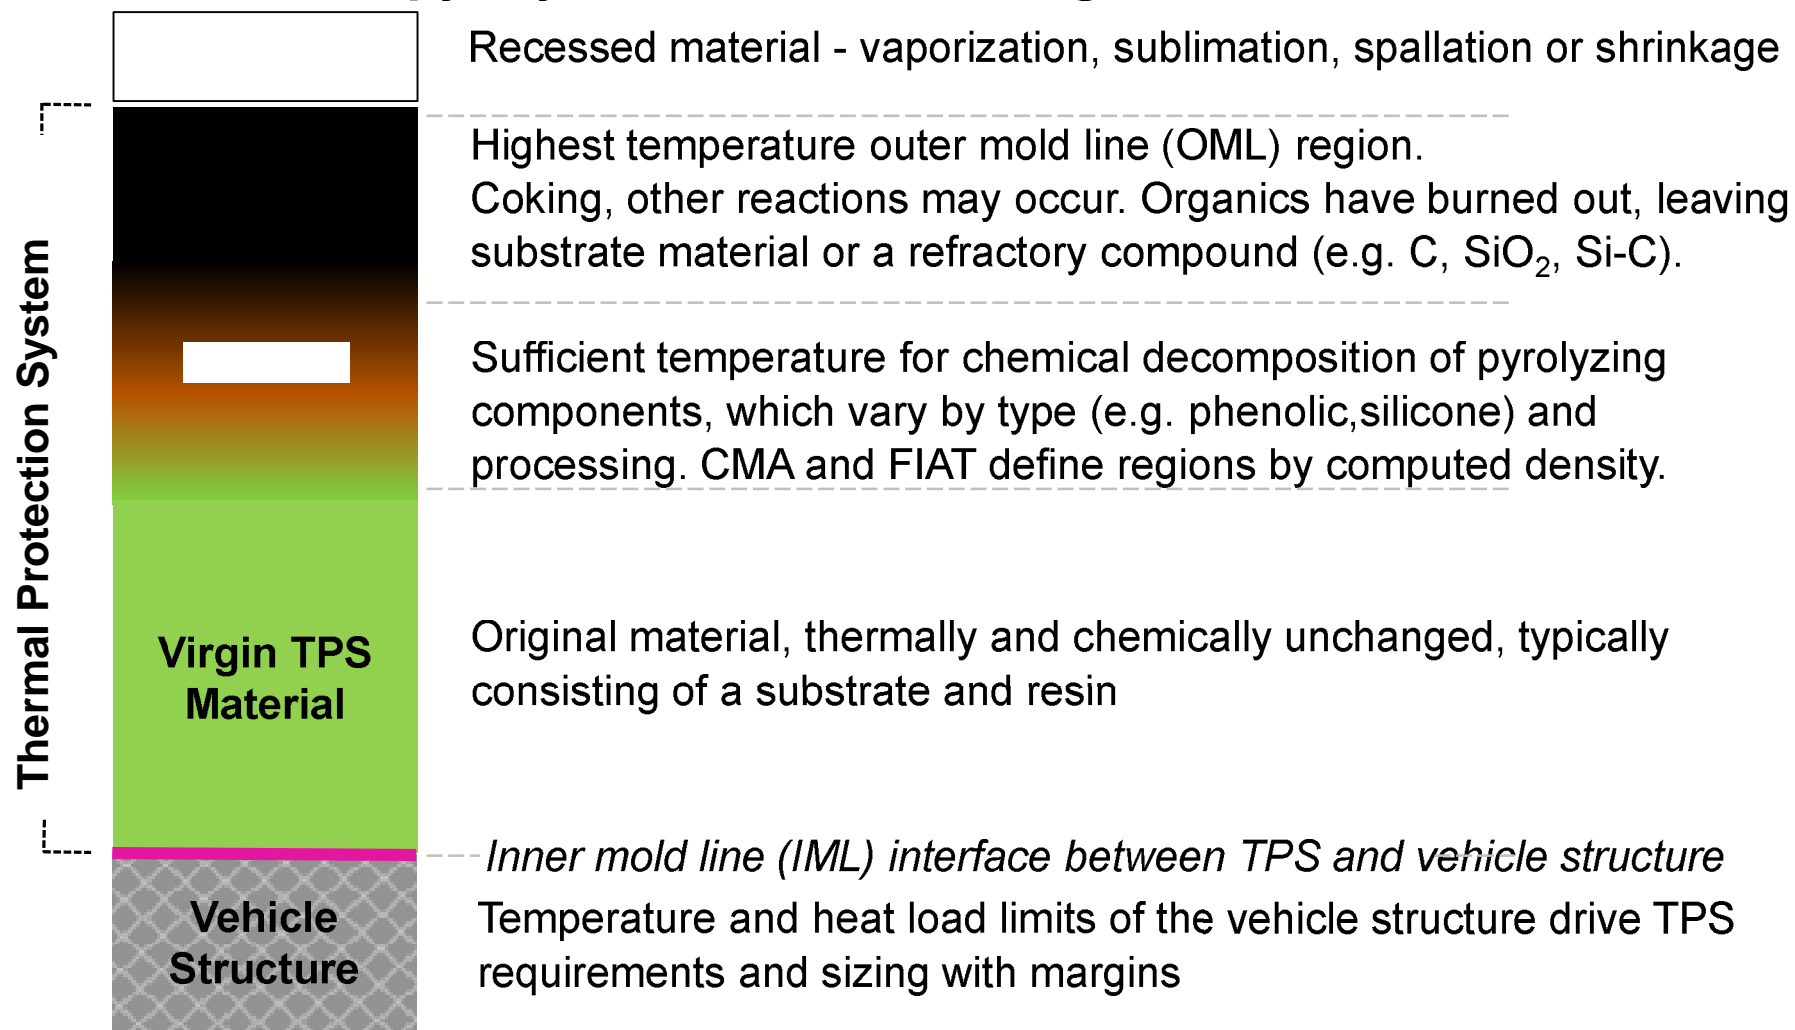 Recessed material - vaporization, sublimation, spallation or shrinkage
Highest temperature outer mold line (OML) region.
Coking, other reactions may occur. Organics have burned out, leaving
substrate material or a refractory compound (e.g. C, SiO₂, Si-C).
Thermal Protection System
Sufficient temperature for chemical decomposition of pyrolyzing
components, which vary by type (e.g. phenolic,silicone) and
processing. CMA and FIAT define regions by computed density.
Virgin TPS
Material
Original material, thermally and chemically unchanged, typically
consisting of a substrate and resin
Inner mold line (IML) interface between TPS and vehicle structure
Vehicle
Structure
Temperature and heat load limits of the vehicle structure drive TPS
requirements and sizing with margins